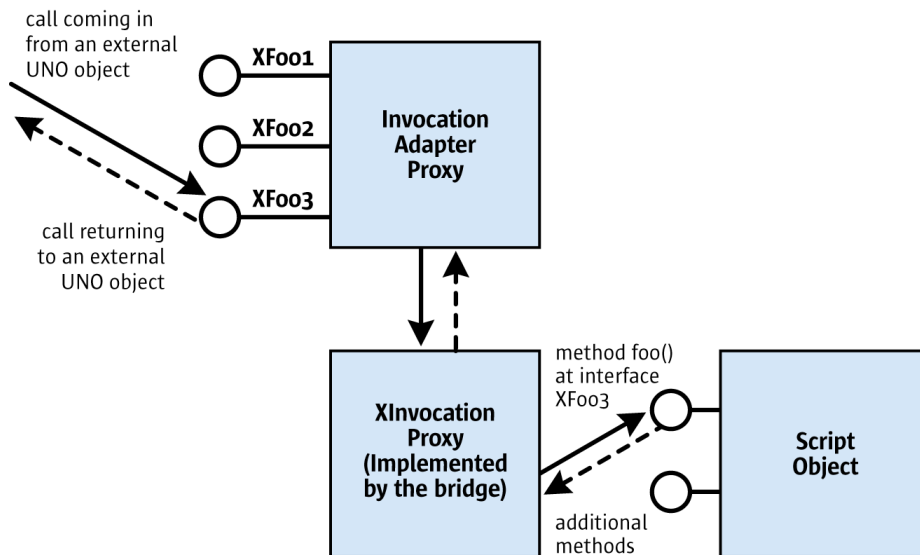 call coming in
from an external
UNO object
XFoo1
XFoo2
XFoo3
Invocation
Adapter
Proxy
call returning
to an external
UNO object
method foo()
at interface
XFoo3
XInvocation
Proxy
(Implemented
by the bridge)
Script
Object
additional
methods